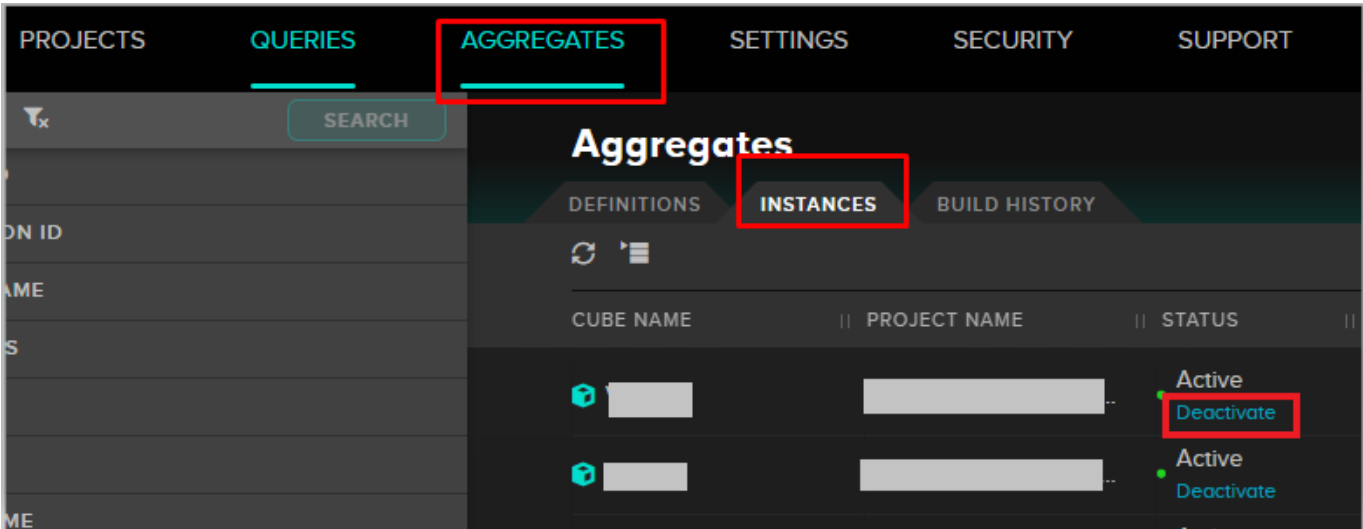 PROJECTS QUERIES AGGREGATES SETTINGS SECURITY SUPPORT
SEARCH
Aggregates
DEFINITIONS INSTANCES BUILD HISTORY
ON ID
AME
CUBE NAME PROJECT NAME STATUS
S
Active
... Deactivate
Active
... Deactivate
ME